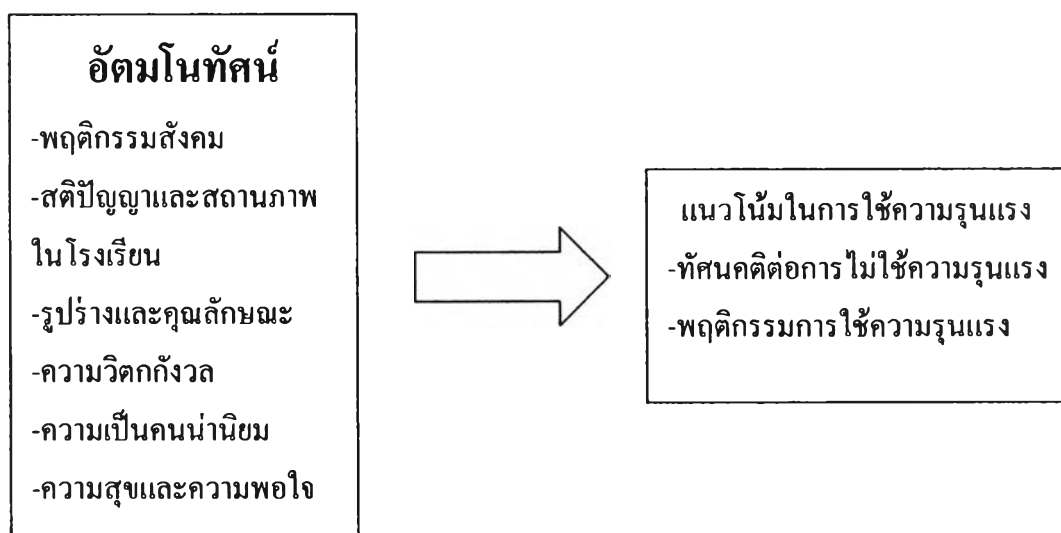 อัตมโนทัศน์
-พฤติกรรมสังคม
-สติปัญญาและสถานภาพ
ในโรงเรียน
-รูปร่างและคุณลักษณะ
-ความวิตกกังวล
-ความเป็นคนน่านิยม
-ความสุขและความพอใจ
แนวโน้มในการใช้ความรุนแรง
-ทัศนคติต่อการไม่ใช้ความรุนแรง
-พฤติกรรมการใช้ความรุนแรง